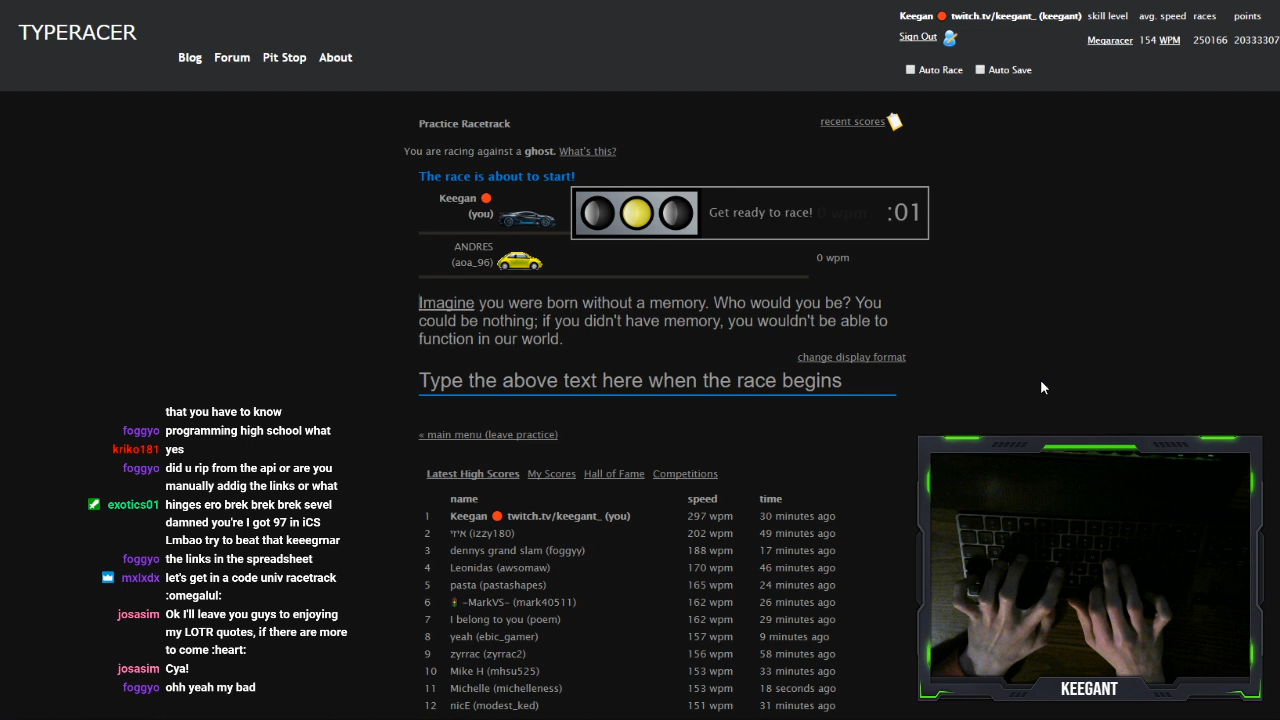 TYPERACER
Blog Forum Pit Stop About
Keegan 🔴 twitch.tv/keegant_ (keegant) skill level avg. speed races points
Sign Out Megaracer 154 WPM 250166 20333307
Auto Race Auto Save
Practice Racetrack recent scores
You are racing against a ghost. What's this?
The race is about to start!
Keegan 🔴
(you)
Get ready to race! 0 wpm :01
ANDRES
(aoa_96) 0 wpm
Imagine you were born without a memory. Who would you be? You
could be nothing; if you didn't have memory, you wouldn't be able to
function in our world.
change display format
Type the above text here when the race begins
« main menu (leave practice)
Latest High Scores My Scores Hall of Fame Competitions
name speed time
1 Keegan 🔴 twitch.tv/keegant_ (you) 297 wpm 30 minutes ago
2 אידי (izzy180) 202 wpm 49 minutes ago
3 dennys grand slam (foggyy) 188 wpm 17 minutes ago
4 Leonidas (awsomaw) 170 wpm 46 minutes ago
5 pasta (pastashapes) 165 wpm 24 minutes ago
6 🚦 ~MarkVS~ (mark40511) 162 wpm 26 minutes ago
7 I belong to you (poem) 162 wpm 29 minutes ago
8 yeah (ebic_gamer) 157 wpm 9 minutes ago
9 zyrrac (zyrrac2) 156 wpm 58 minutes ago
10 Mike H (mhsu525) 153 wpm 33 minutes ago
11 Michelle (michelleness) 153 wpm 18 seconds ago
12 nicE (modest_ked) 151 wpm 31 minutes ago
that you have to know
foggyo programming high school what
kriko181 yes
foggyo did u rip from the api or are you
manually addig the links or what
exotics01 hinges ero brek brek brek sevel
damned you're I got 97 in iCS
Lmbao try to beat that keeegrnar
foggyo the links in the spreadsheet
mxlxdx let's get in a code univ racetrack
:omegalul:
josasim Ok I'll leave you guys to enjoying
my LOTR quotes, if there are more
to come :heart:
josasim Cya!
foggyo ohh yeah my bad
KEEGANT